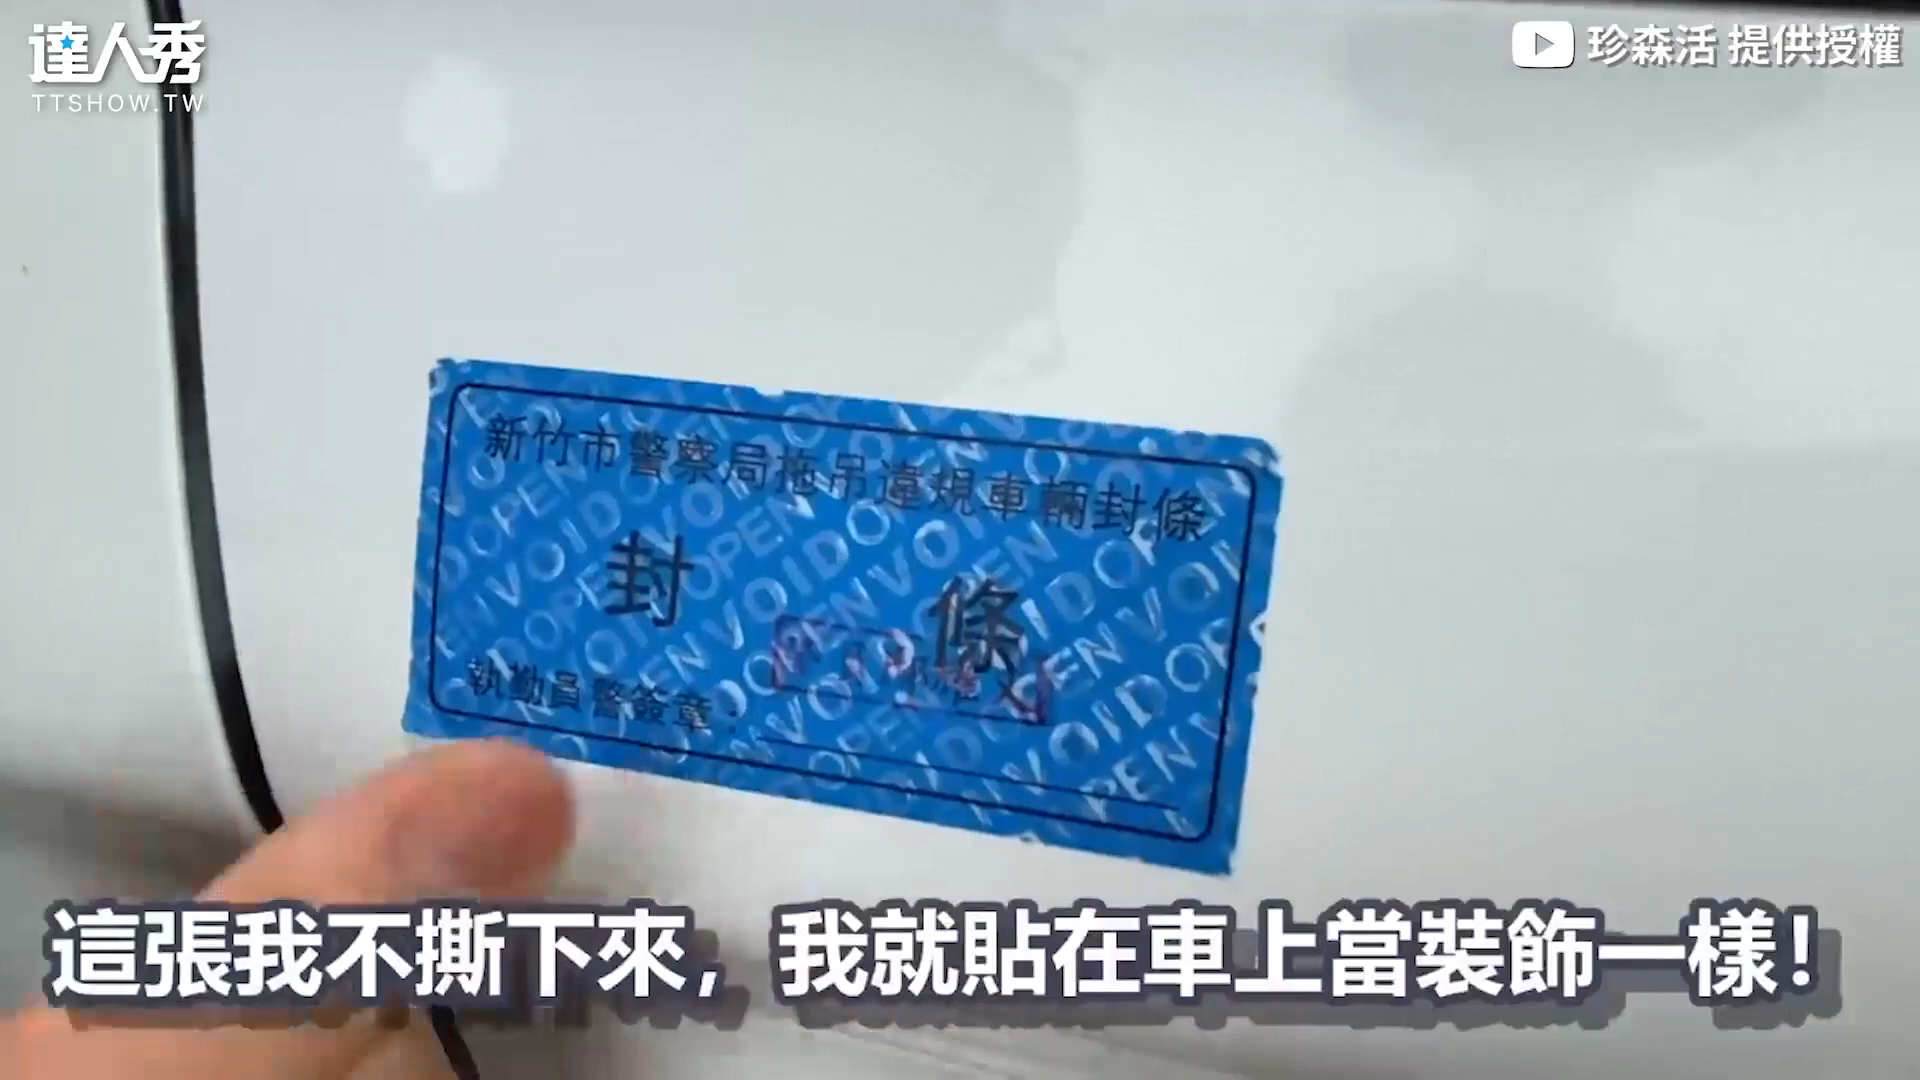 達人秀
TTSHOW.TW
珍森活 提供授權
新竹市警察局拖吊違規車輛封條
封條
執勤員警簽章：
這張我不撕下來，我就貼在車上當裝飾一樣！